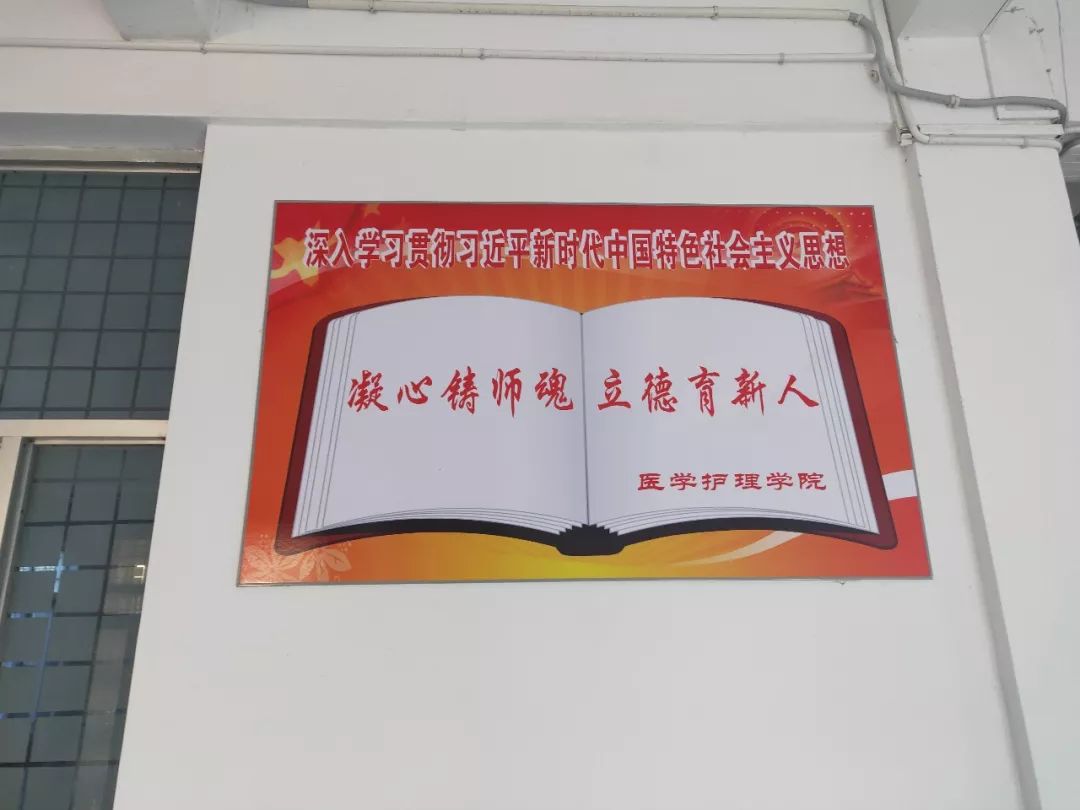 深入学习贯彻习近平新时代中国特色社会主义思想
凝心铸师魂 立德育新人
医学护理学院